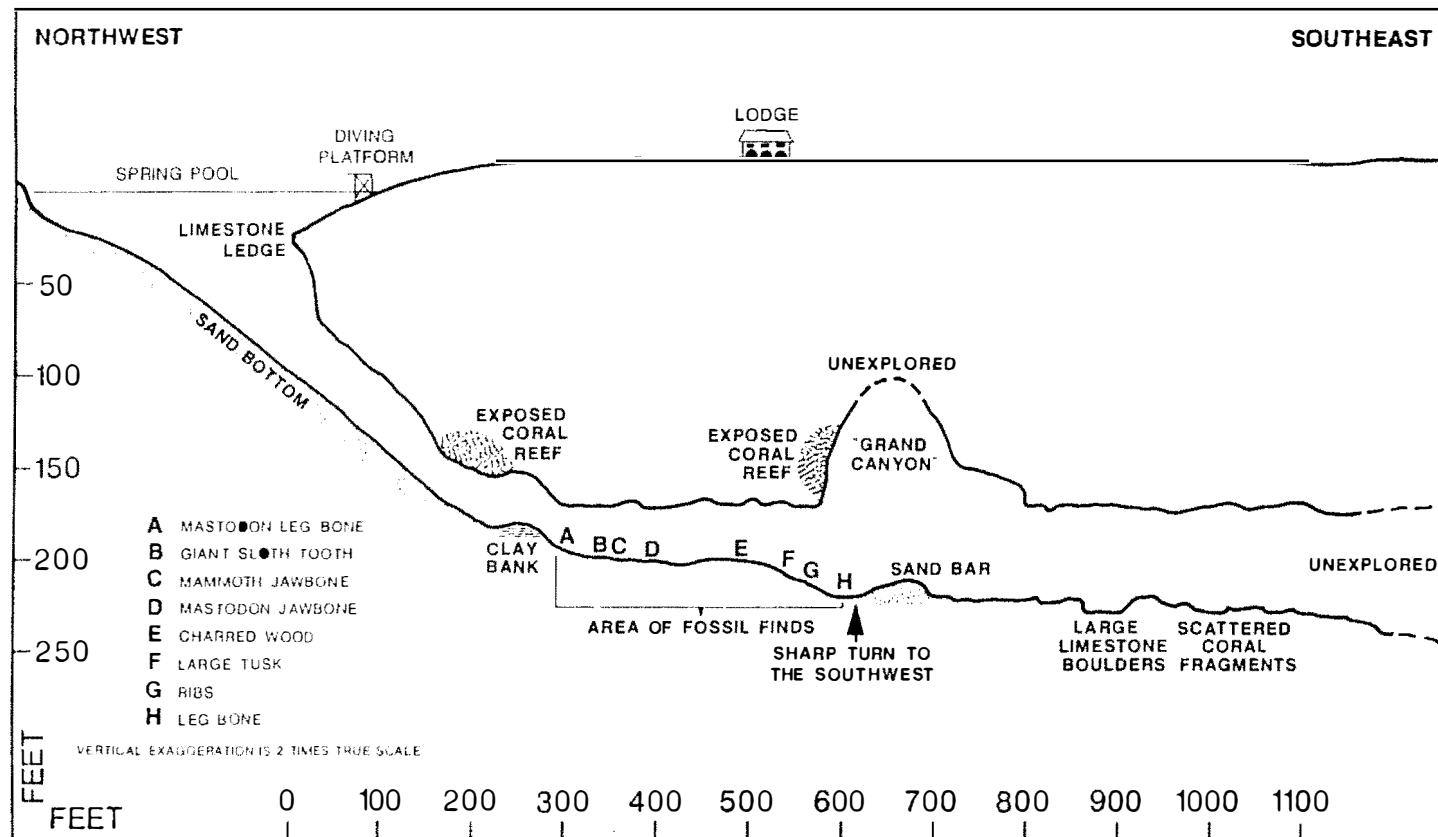 NORTHWEST
SOUTHEAST
LODGE
DIVING
PLATFORM
SPRING POOL
LIMESTONE
LEDGE
50
SAND BOTTOM
100
UNEXPLORED
EXPOSED
CORAL
REEF
EXPOSED
CORAL
REEF
"GRAND
CANYON"
150
A MASTODON LEG BONE
B GIANT SLOTH TOOTH
C MAMMOTH JAWBONE
D MASTODON JAWBONE
E CHARRED WOOD
F LARGE TUSK
G RIBS
H LEG BONE
200
CLAY
BANK
A
B
C
D
E
F
G
H
SAND BAR
UNEXPLORED
AREA OF FOSSIL FINDS
SHARP TURN TO
THE SOUTHWEST
LARGE
LIMESTONE
BOULDERS
SCATTERED
CORAL
FRAGMENTS
250
VERTICAL EXAGGERATION IS 2 TIMES TRUE SCALE
FEET
FEET
0 100 200 300 400 500 600 700 800 900 1000 1100